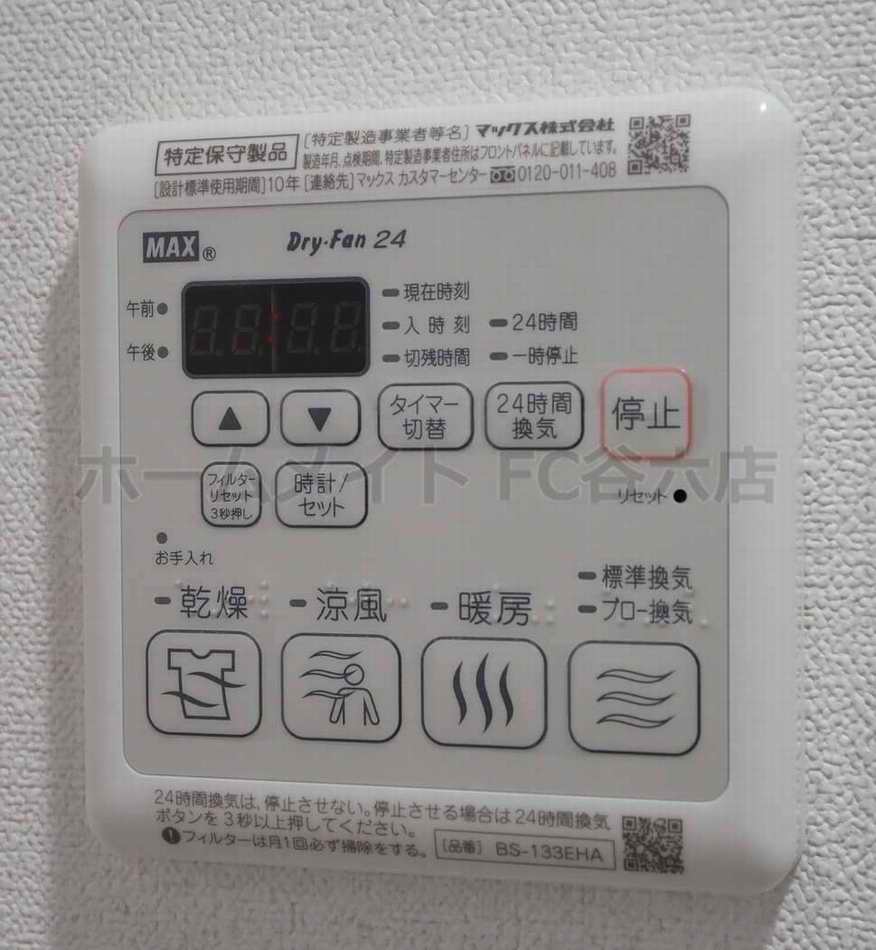 特定保守製品
[特定製造事業者等名] マックス株式会社
製造年月、点検期間、特定製造事業者住所はフロントパネルに記載しています。
[設計標準使用期間]10年 [連絡先]マックス カスタマーセンター 0120-011-408
MAX® Dry・Fan 24
午前
午後
現在時刻
入時刻
切残時間
24時間
一時停止
▲
▼
タイマー
切替
24時間
換気
停止
ホームメイト FC谷六店
フィルター
リセット
3秒押し
時計/
セット
リセット
お手入れ
乾燥
涼風
暖房
標準換気
プロー換気
24時間換気は、停止させない。停止させる場合は24時間換気
ボタンを3秒以上押してください。
フィルターは月1回必ず掃除をする。
[品番] BS-133EHA